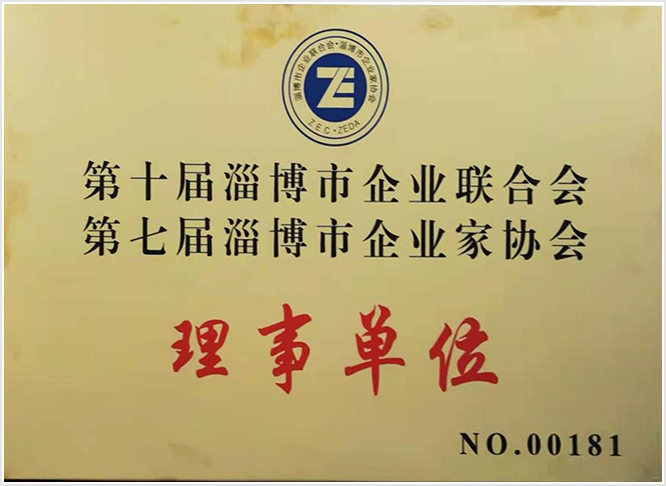 淄博市企业联合会·淄博市企业家协会
ZE
ZEC·ZEDA
第十届淄博市企业联合会
第七届淄博市企业家协会
理事单位
NO.00181